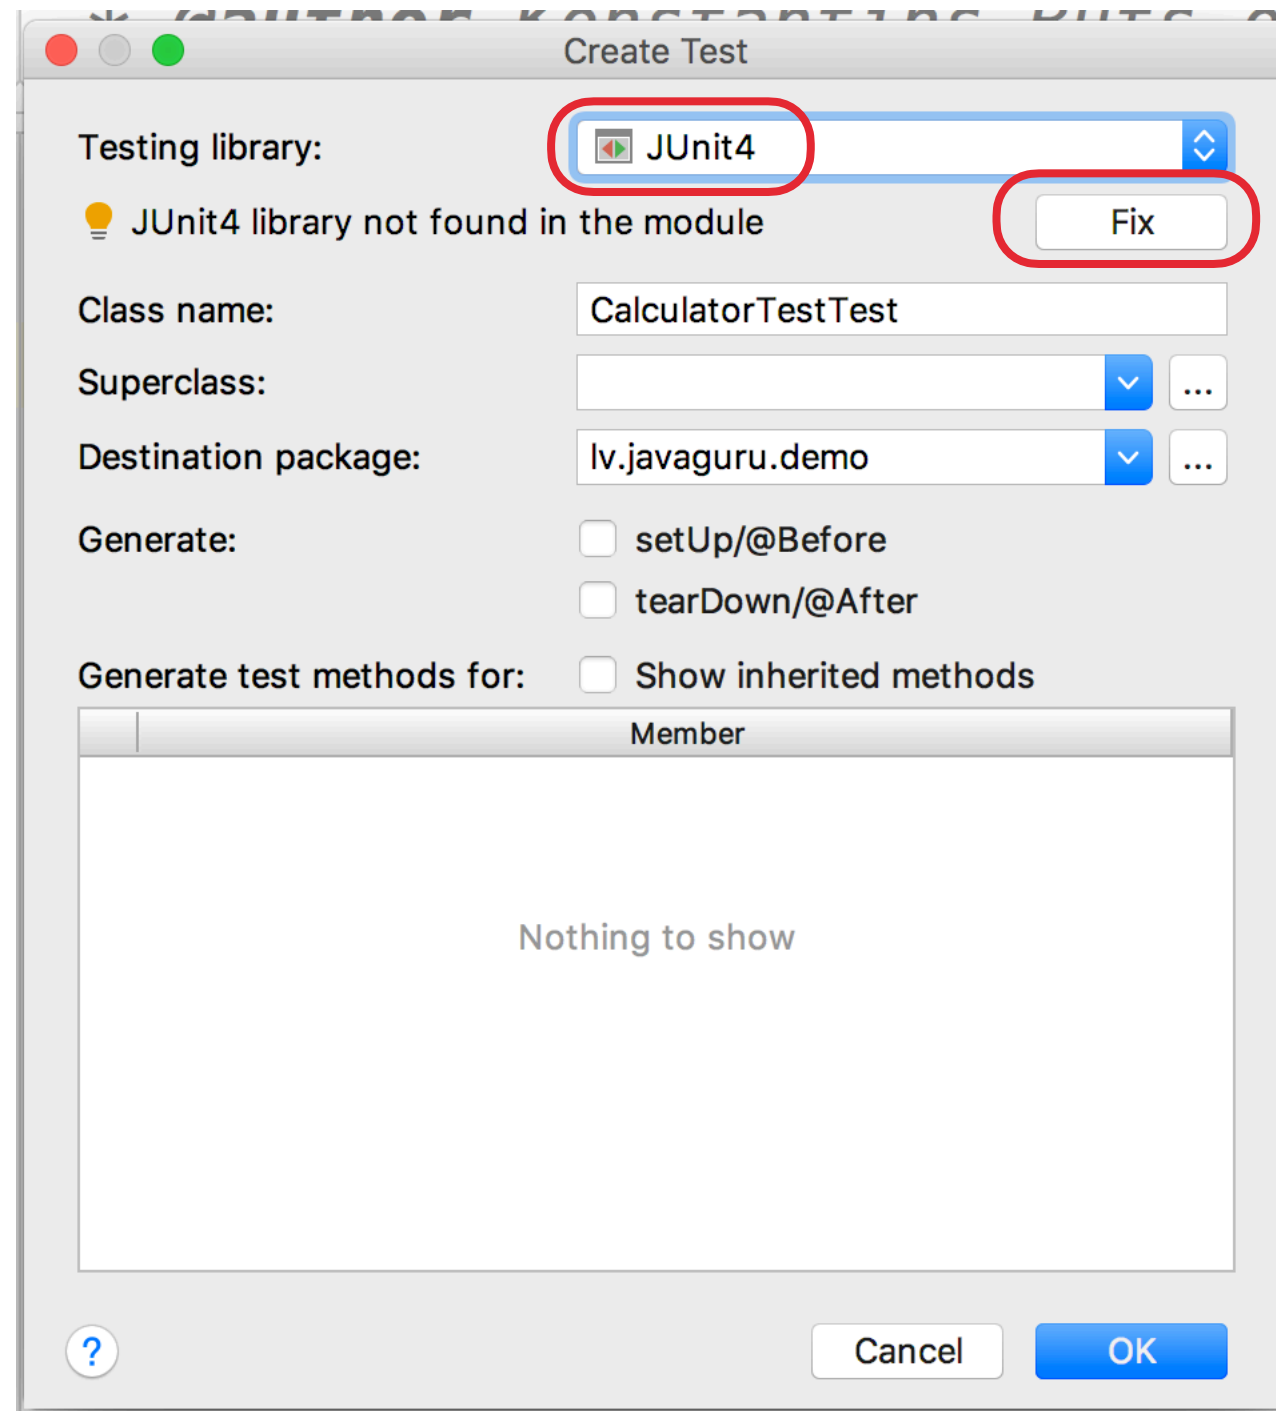 * @author Konstantins
Create Test
Testing library:
JUnit4
JUnit4 library not found in the module
Fix
Class name:
CalculatorTestTest
Superclass:
...
Destination package:
lv.javaguru.demo
...
Generate:
setUp/@Before
tearDown/@After
Generate test methods for:
Show inherited methods
Member
Nothing to show
?
Cancel
OK